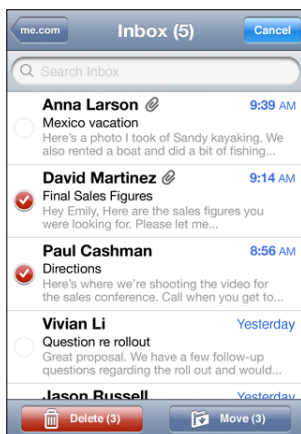 me.com Inbox (5) Cancel
Search Inbox
Anna Larson 9:39 AM
Mexico vacation
Here's a photo I took of Sandy kayaking. We
also rented a boat and did a bit of fishing...
David Martinez 9:14 AM
Final Sales Figures
Hey Emily, Here are the sales figures you
were looking for. Please let me...
Paul Cashman 8:56 AM
Directions
Here's where we're shooting the video for
the sales conference. Call when you get to...
Vivian Li Yesterday
Question re rollout
Great proposal. We have a few follow-up
questions regarding the roll out and would...
Jason Russell Yesterday
Delete (3) Move (3)